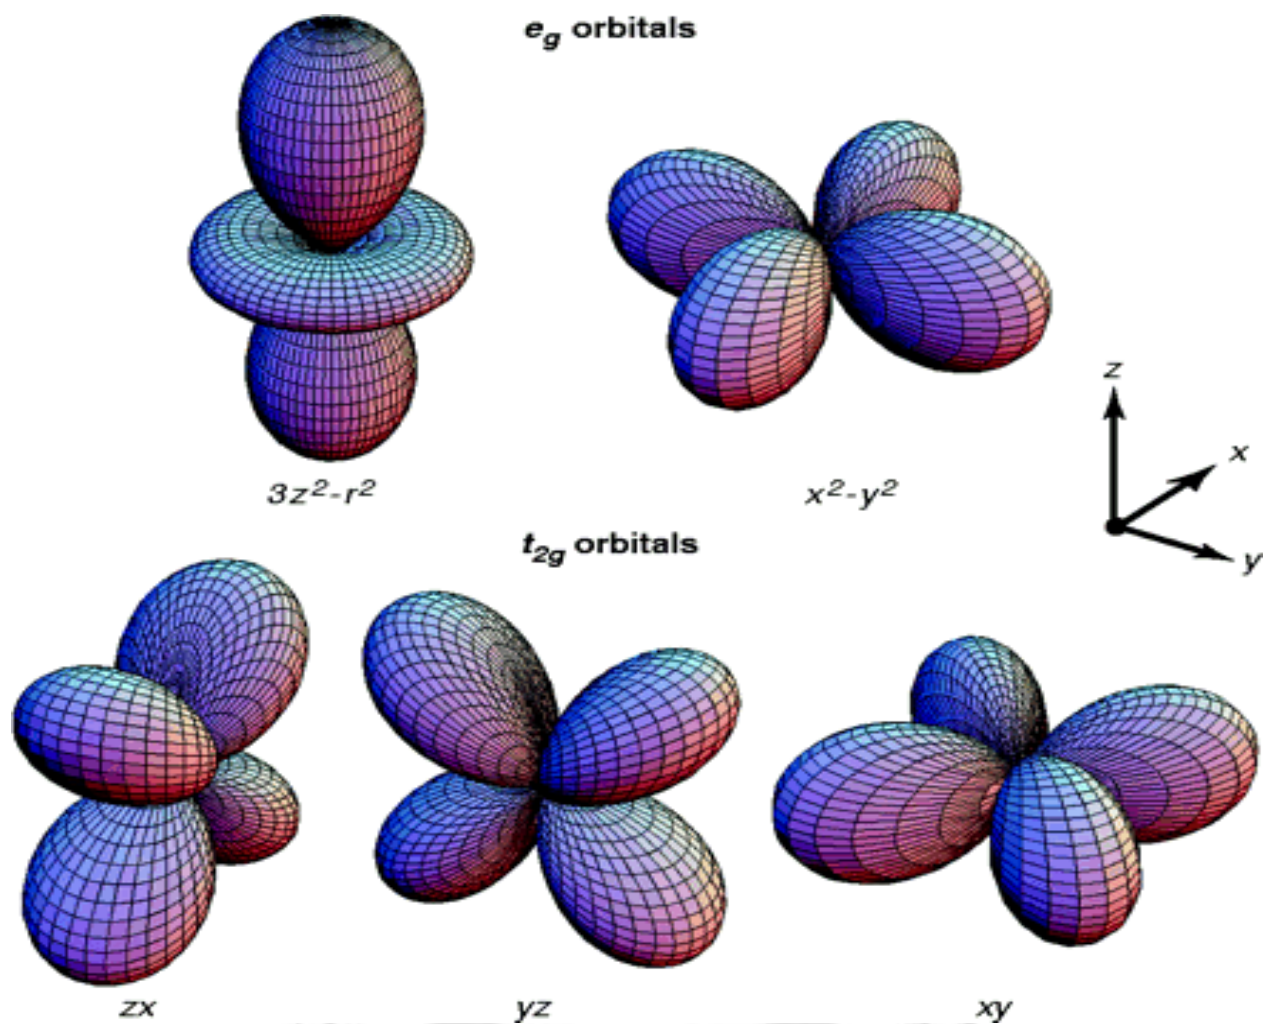 e_g orbitals
3z²-r²
x²-y²
z
x
y
t_2g orbitals
zx
yz
xy